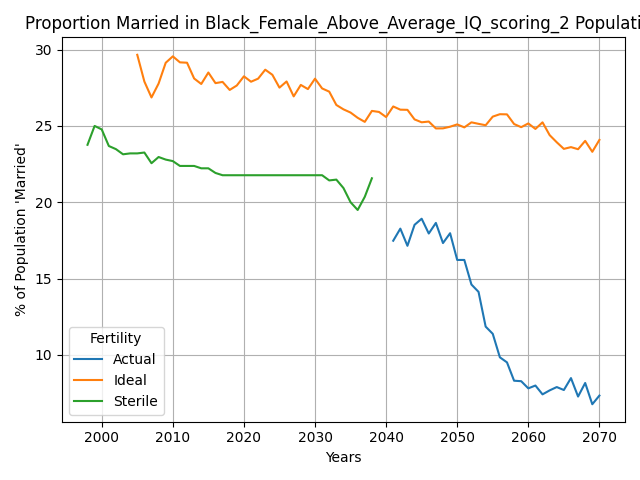 Proportion Married in Black_Female_Above_Average_IQ_scoring_2 Populati
% of Population 'Married'
30
25
20
15
10
Fertility
Actual
Ideal
Sterile
2000 2010 2020 2030 2040 2050 2060 2070
Years